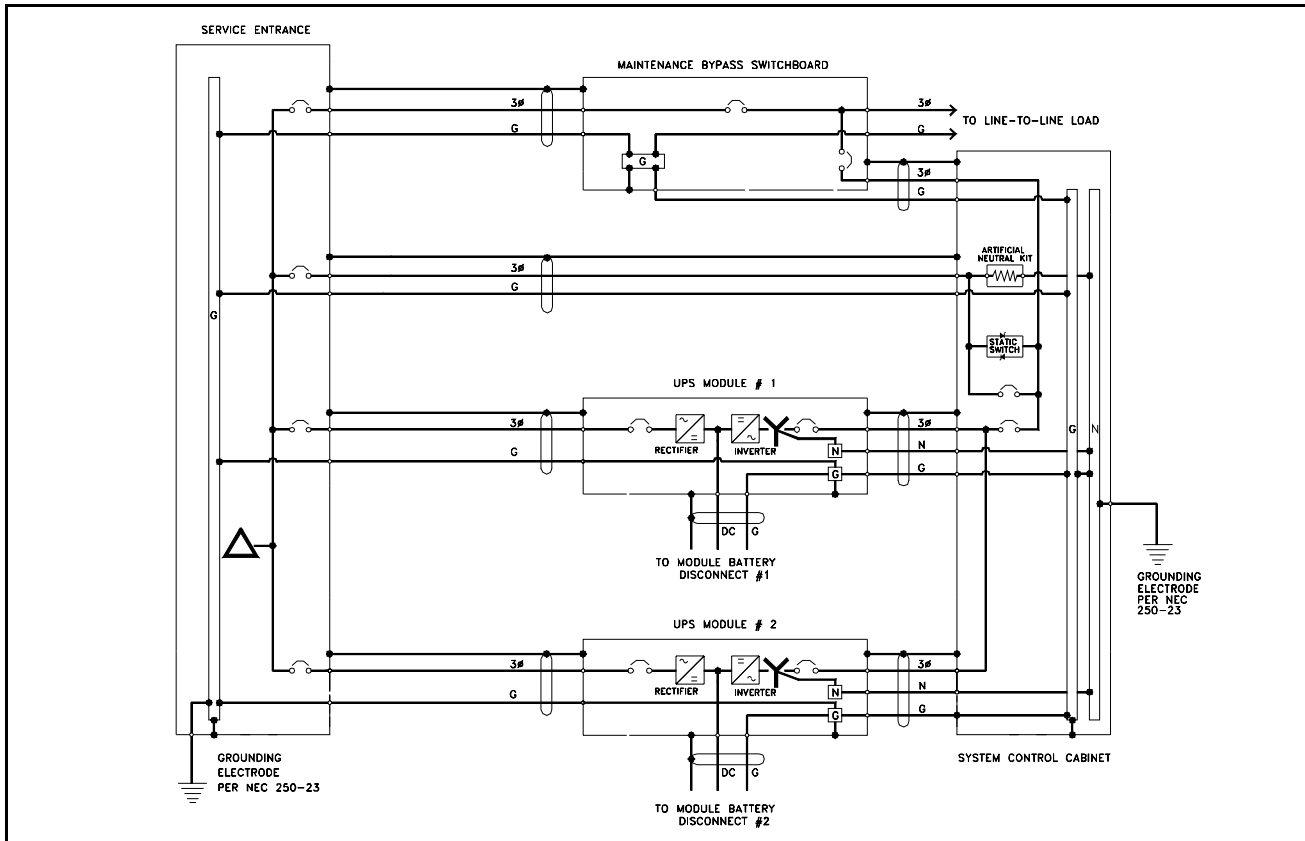 SERVICE ENTRANCE
MAINTENANCE BYPASS SWITCHBOARD
3ø
3ø
TO LINE-TO-LINE LOAD
G
G
G
3ø
G
ARTIFICIAL
NEUTRAL KIT
3ø
G
G
STATIC
SWITCH
UPS MODULE # 1
3ø
3ø
G
N
RECTIFIER
INVERTER
N
N
G
G
G
DC
G
TO MODULE BATTERY
DISCONNECT #1
GROUNDING
ELECTRODE
PER NEC
250-23
UPS MODULE # 2
3ø
3ø
RECTIFIER
INVERTER
N
N
G
G
G
GROUNDING
ELECTRODE
PER NEC 250-23
SYSTEM CONTROL CABINET
DC
G
TO MODULE BATTERY
DISCONNECT #2